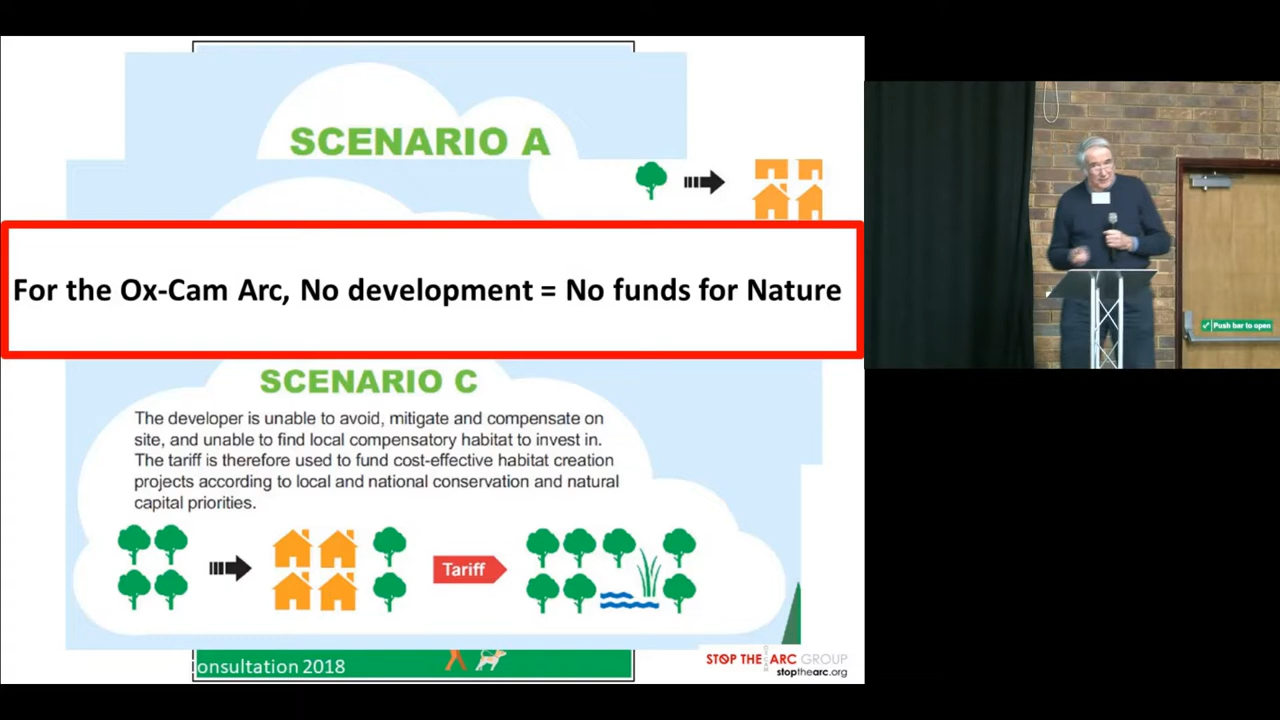 SCENARIO A
For the Ox-Cam Arc, No development = No funds for Nature
SCENARIO C
The developer is unable to avoid, mitigate and compensate on
site, and unable to find local compensatory habitat to invest in.
The tariff is therefore used to fund cost-effective habitat creation
projects according to local and national conservation and natural
capital priorities.
Tariff
onsultation 2018
STOP THE ARC GROUP
stopthearc.org
Push bar to open